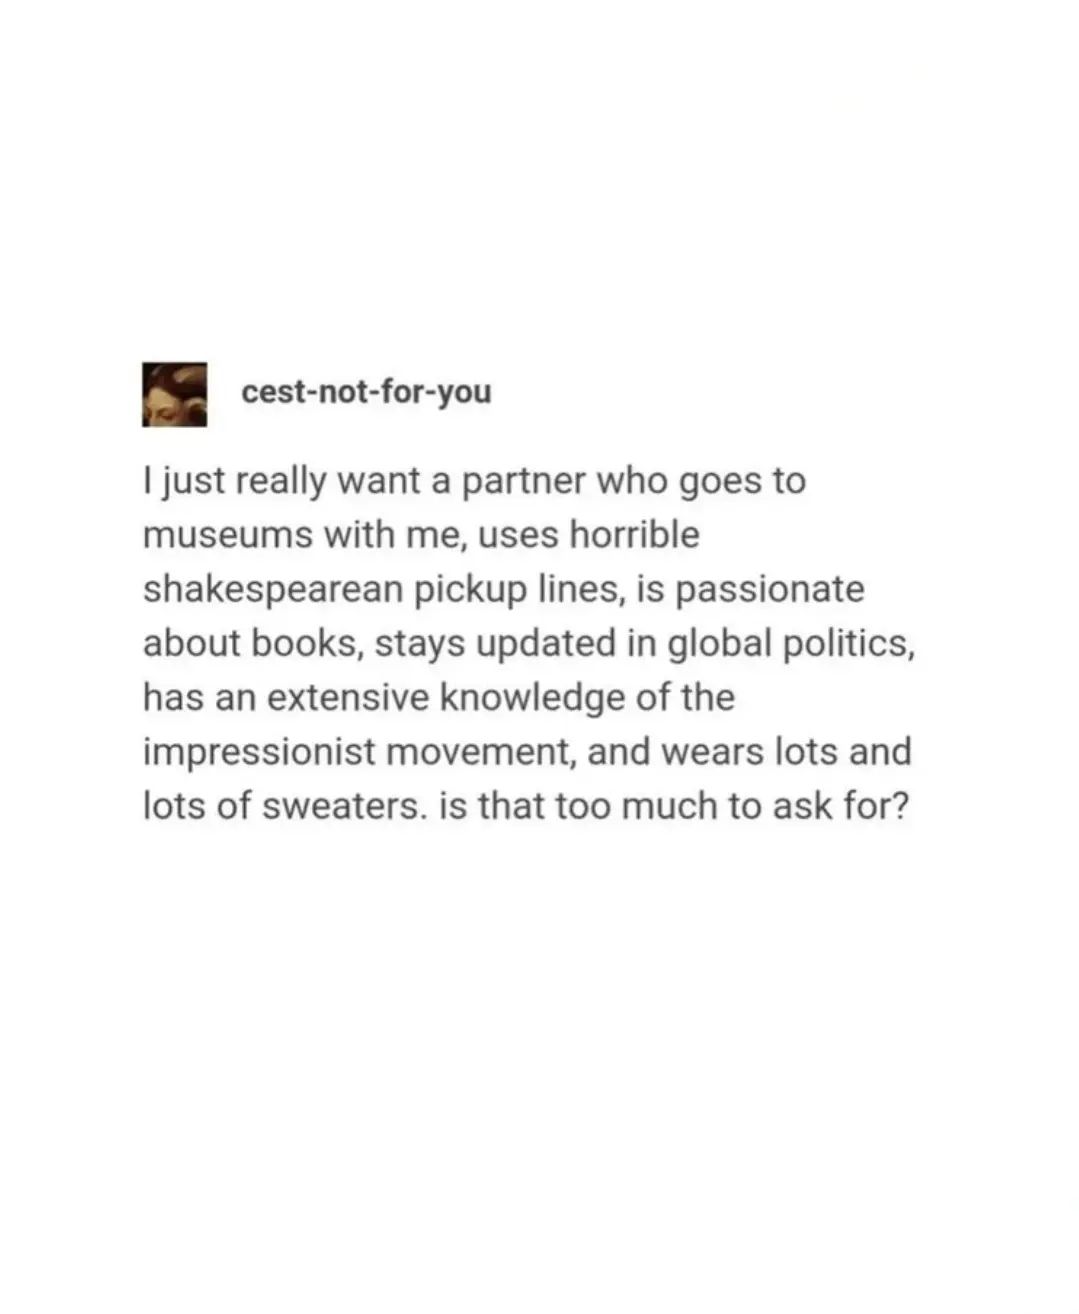 cest-not-for-you
I just really want a partner who goes to
museums with me, uses horrible
shakespearean pickup lines, is passionate
about books, stays updated in global politics,
has an extensive knowledge of the
impressionist movement, and wears lots and
lots of sweaters. is that too much to ask for?